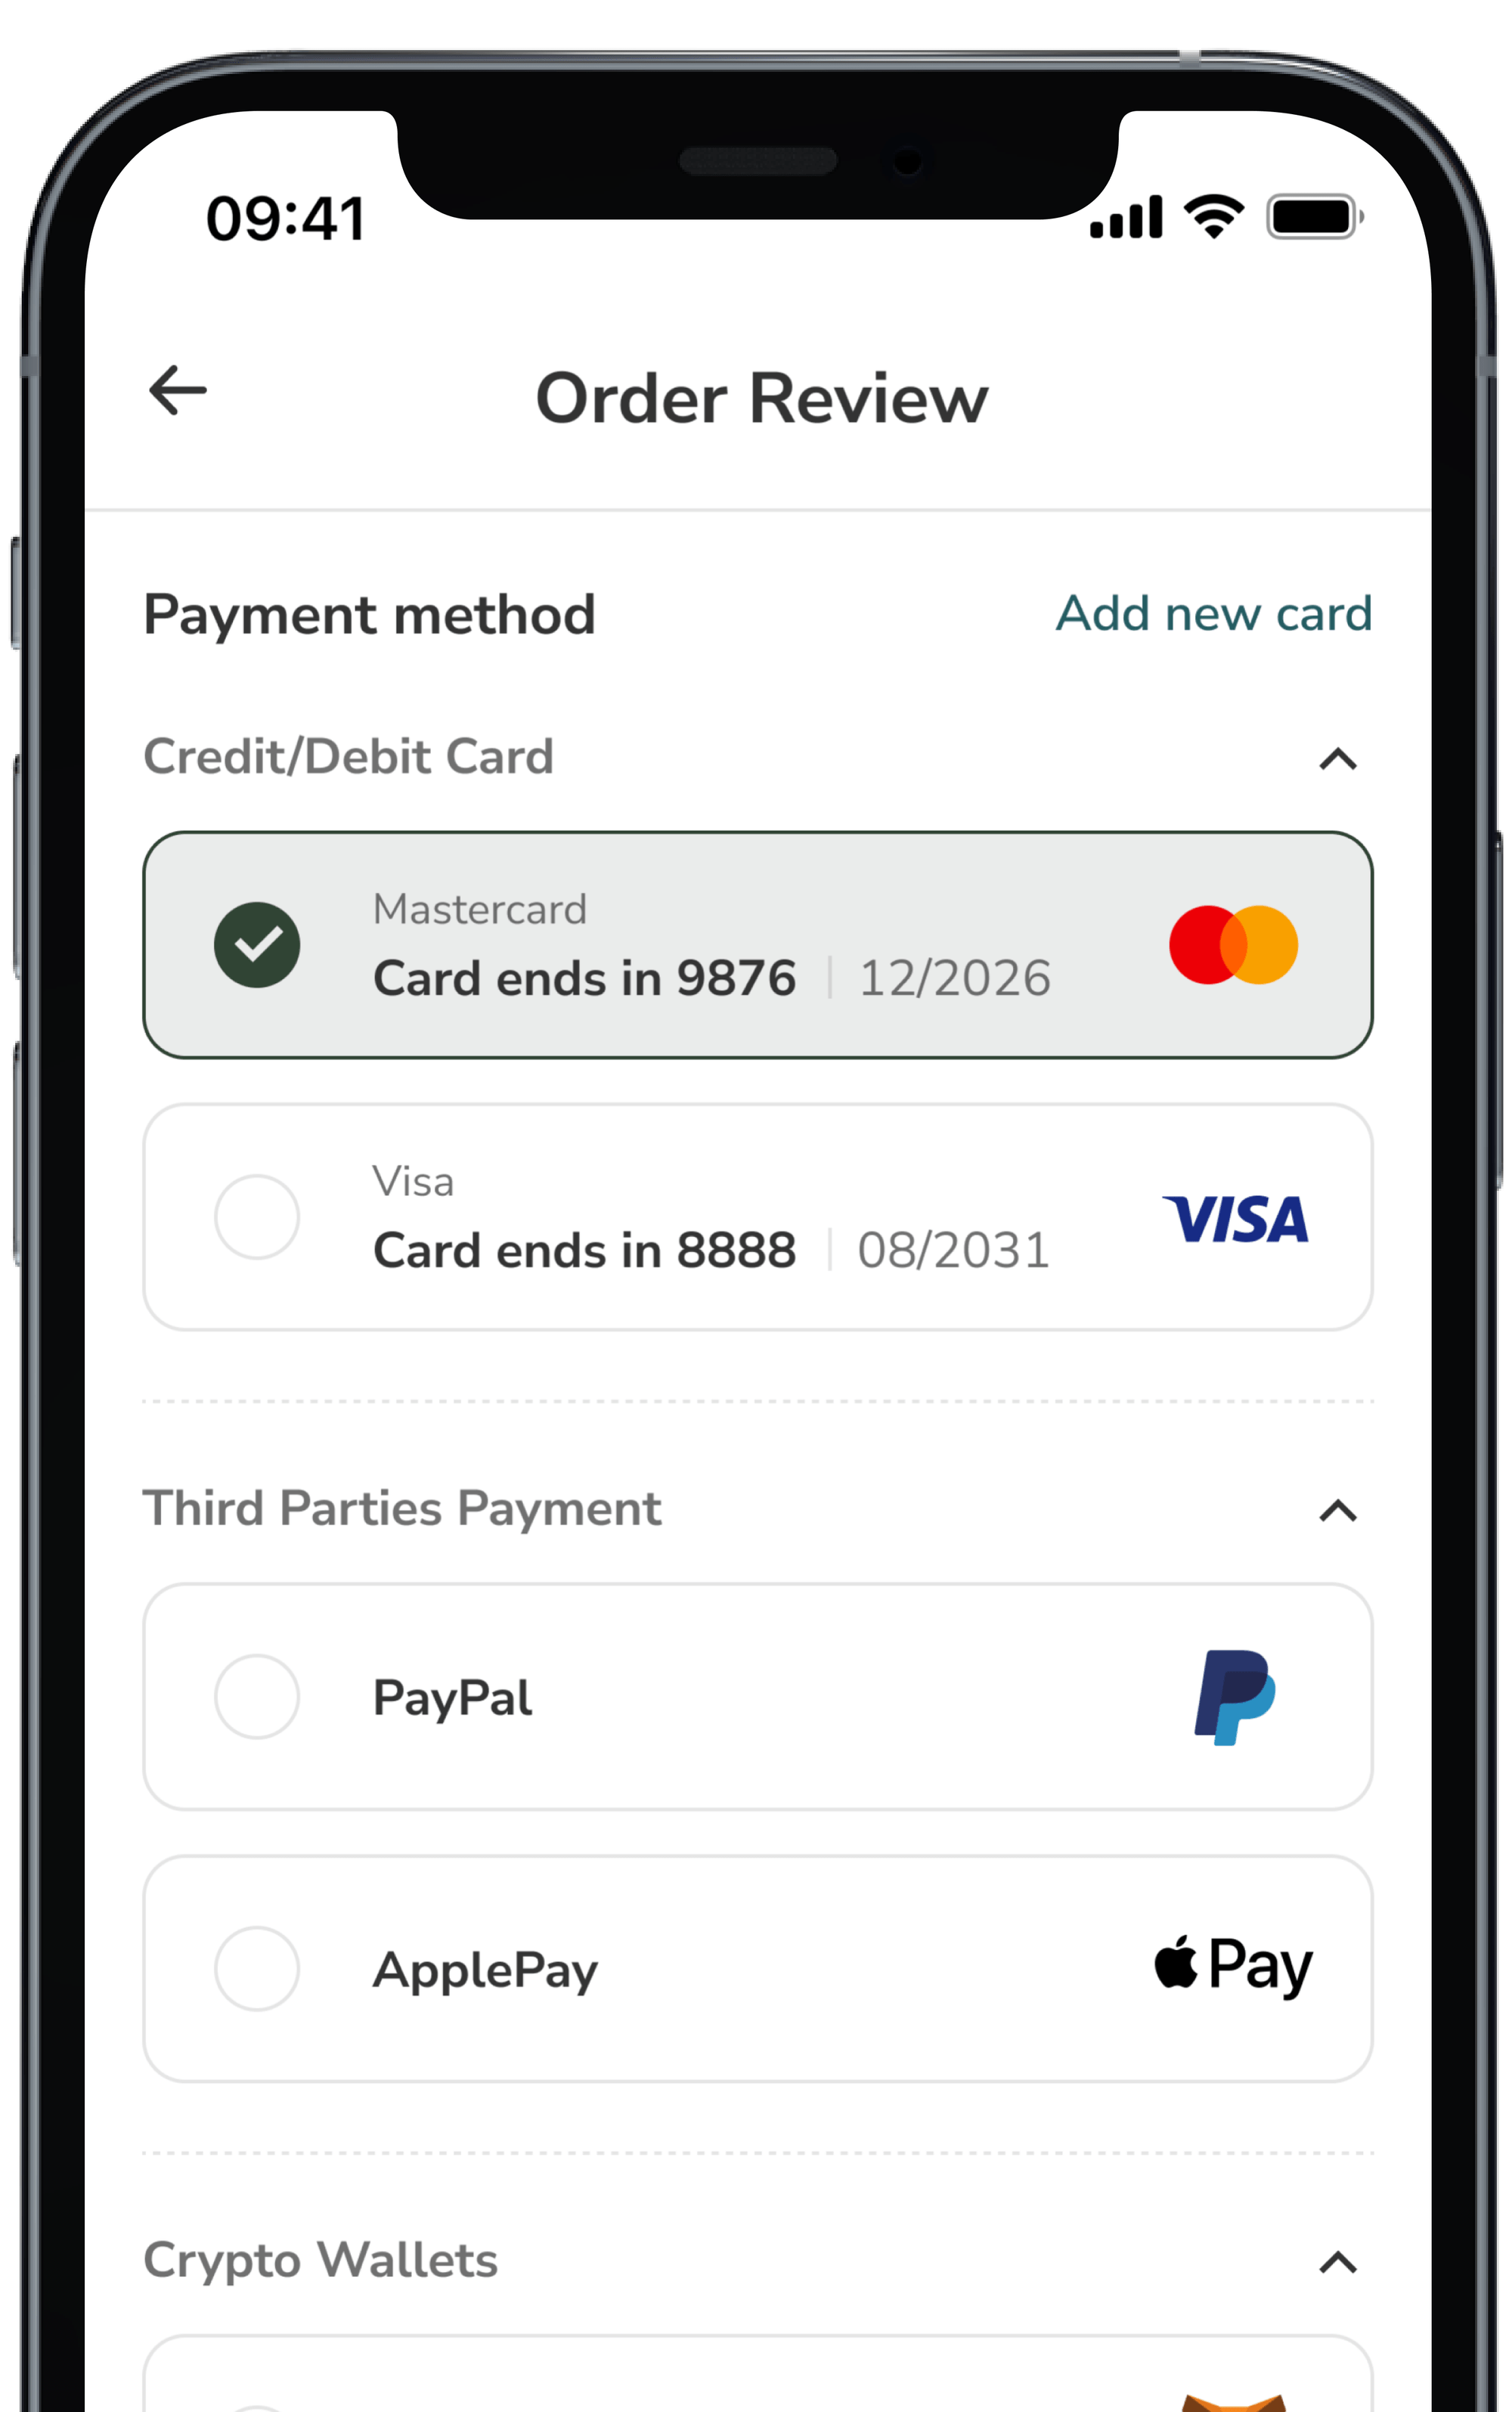 09:41
Order Review
Payment method
Add new card
Credit/Debit Card
Mastercard
Card ends in 9876 | 12/2026
Visa
Card ends in 8888 | 08/2031
VISA
Third Parties Payment
PayPal
ApplePay
Pay
Crypto Wallets